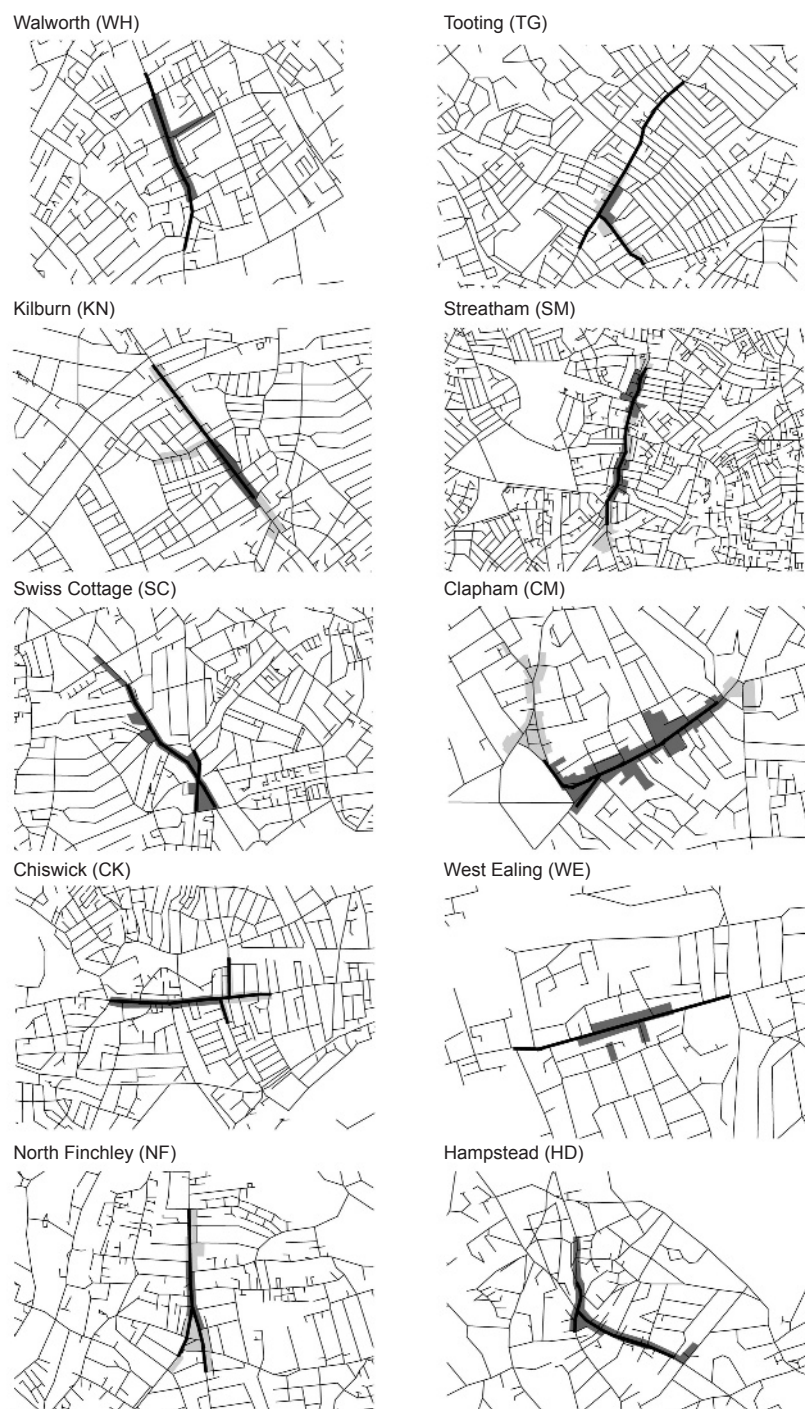 Walworth (WH)
Tooting (TG)
Kilburn (KN)
Streatham (SM)
Swiss Cottage (SC)
Clapham (CM)
Chiswick (CK)
West Ealing (WE)
North Finchley (NF)
Hampstead (HD)